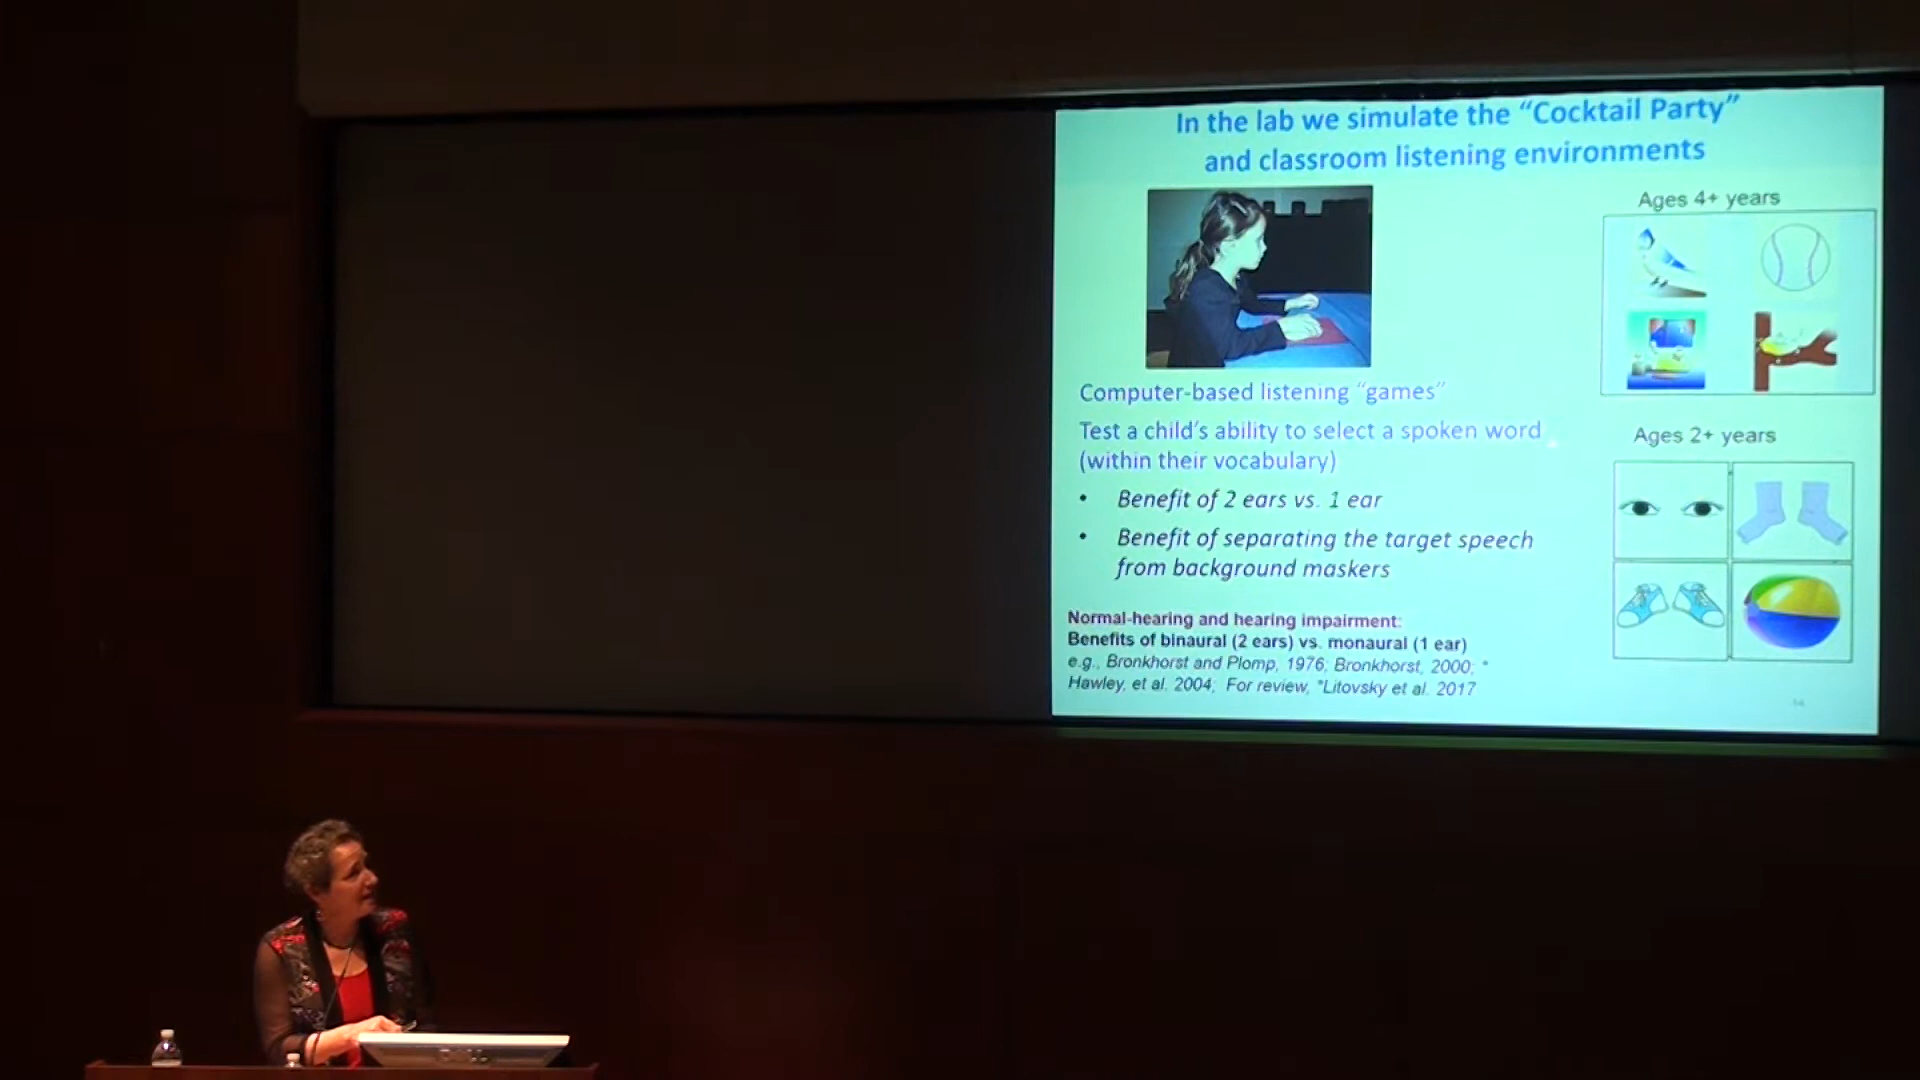 In the lab we simulate the “Cocktail Party”
and classroom listening environments
Ages 4+ years
Computer-based listening “games”
Test a child’s ability to select a spoken word
(within their vocabulary)
• Benefit of 2 ears vs. 1 ear
• Benefit of separating the target speech
from background maskers
Ages 2+ years
Normal-hearing and hearing impairment:
Benefits of binaural (2 ears) vs. monaural (1 ear)
e.g., Bronkhorst and Plomp, 1976; Bronkhorst, 2000; *
Hawley, et al. 2004; For review, *Litovsky et al. 2017
14
DELL